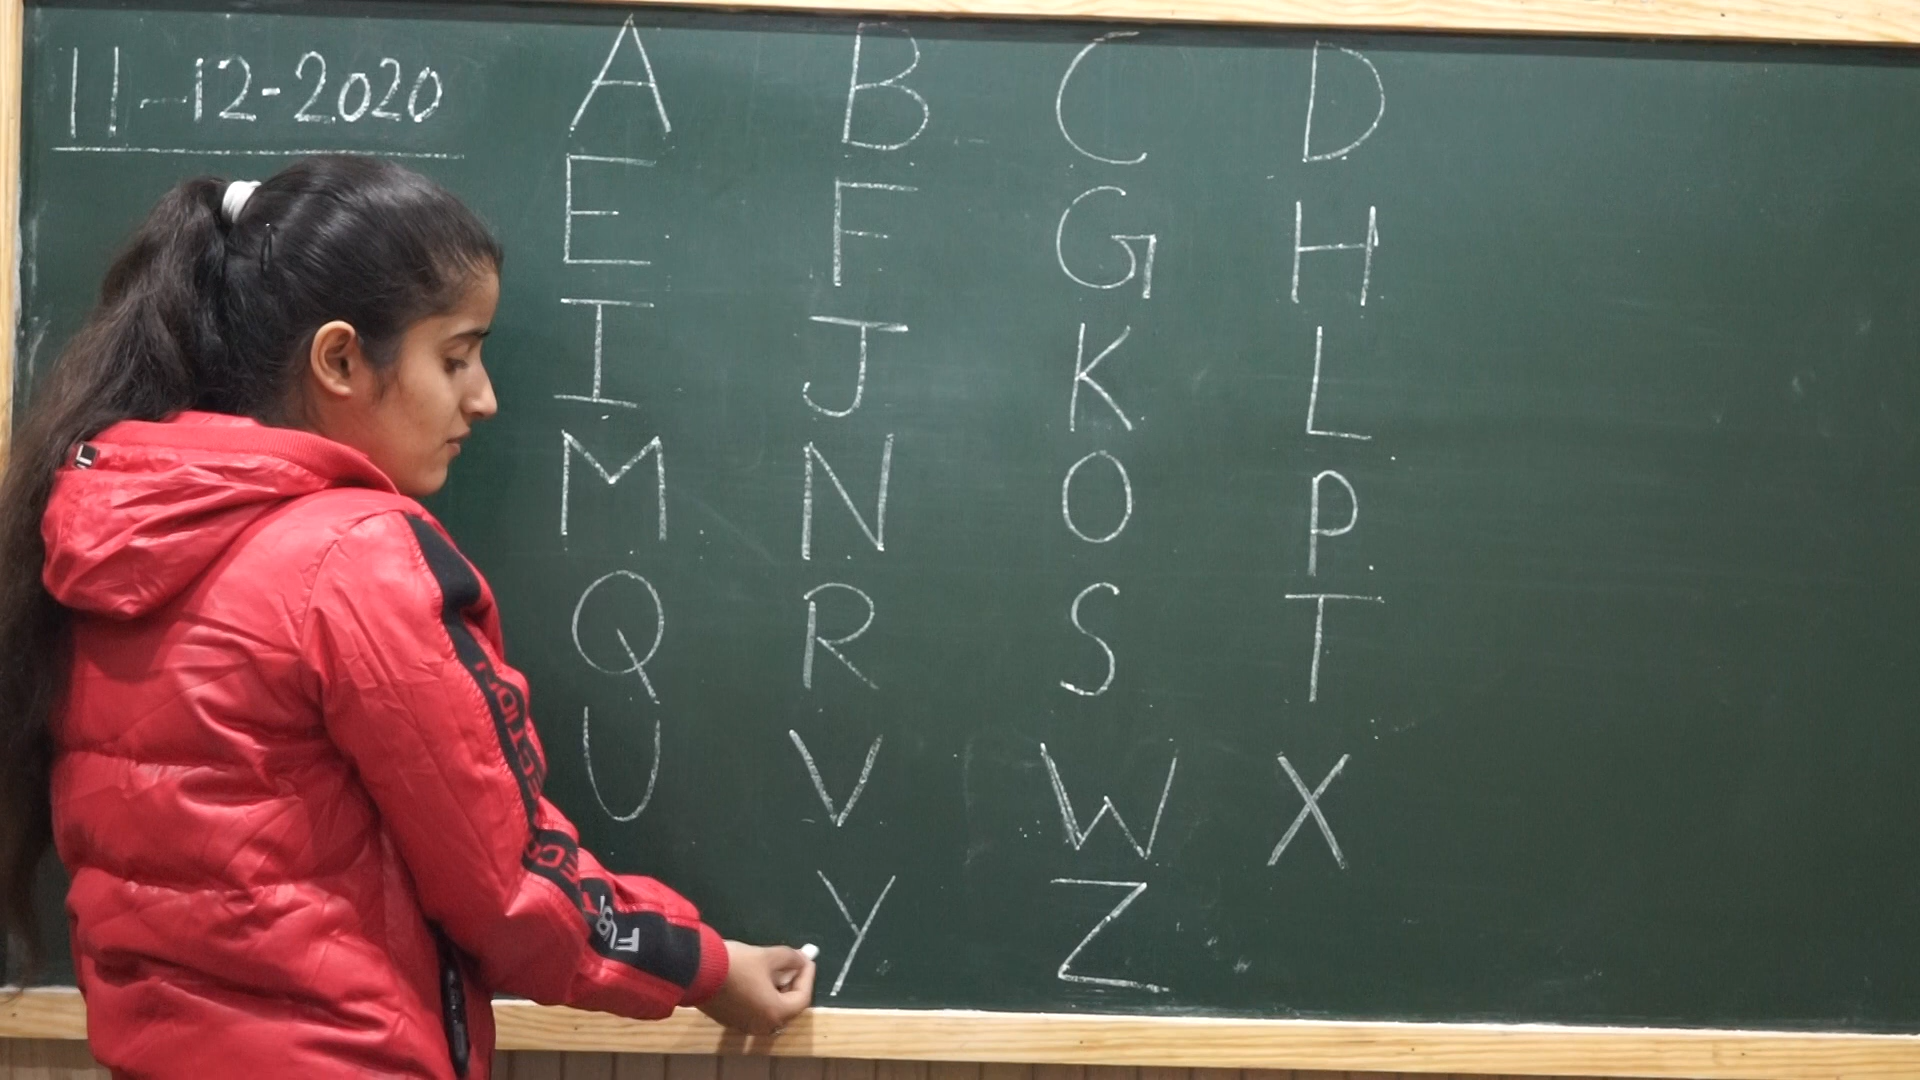 11-12-2020
A B C D
E F G H
I J K L
M N O P
Q R S T
U V W X
Y Z